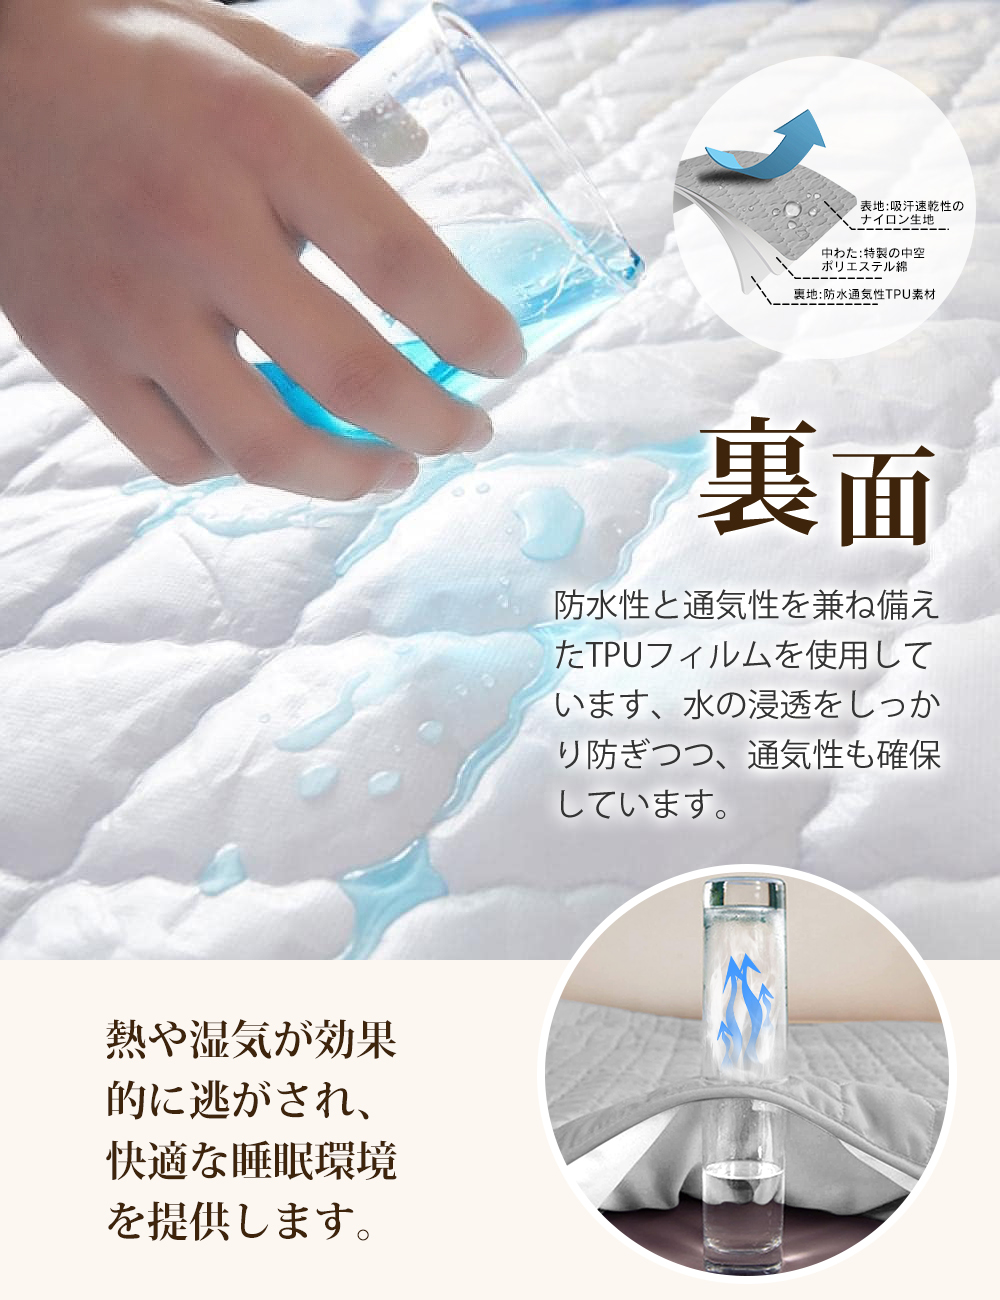 表地:吸汗速乾性の
ナイロン生地
中わた:特製の中空
ポリエステル綿
裏地:防水通気性TPU素材
裏面
防水性と通気性を兼ね備え
たTPUフィルムを使用して
います、水の浸透をしっか
り防ぎつつ、通気性も確保
しています。
熱や湿気が効果
的に逃がされ、
快適な睡眠環境
を提供します。